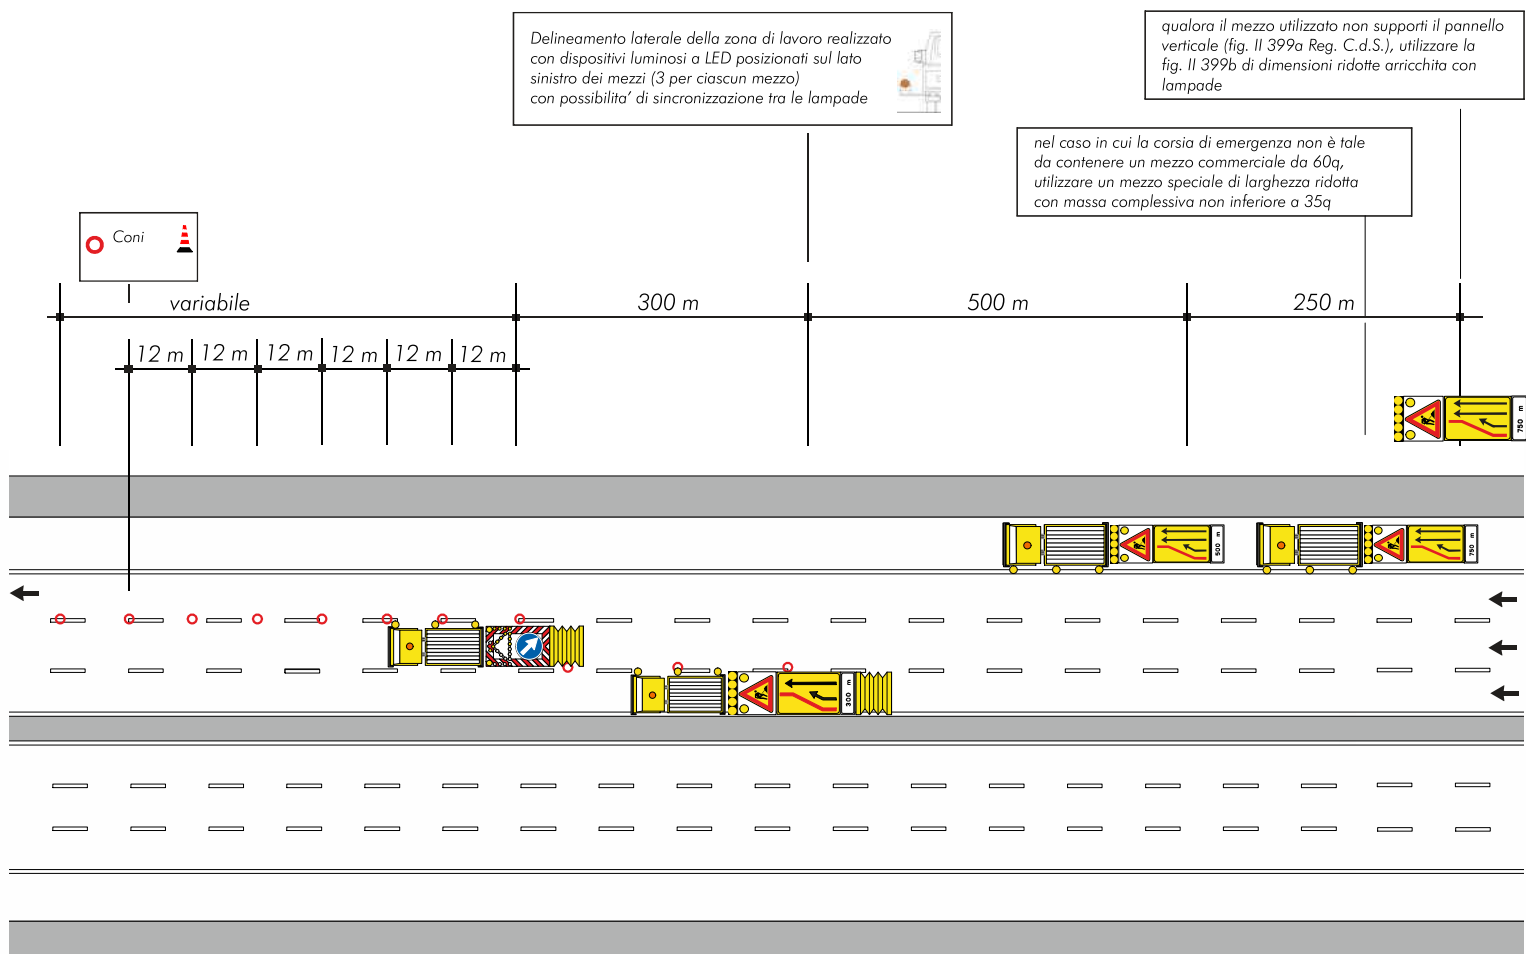 Delineamento laterale della zona di lavoro realizzato
con dispositivi luminosi a LED posizionati sul lato
sinistro dei mezzi (3 per ciascun mezzo)
con possibilita' di sincronizzazione tra le lampade
qualora il mezzo utilizzato non supporti il pannello
verticale (fig. II 399a Reg. C.d.S.), utilizzare la
fig. II 399b di dimensioni ridotte arricchita con
lampade
nel caso in cui la corsia di emergenza non è tale
da contenere un mezzo commerciale da 60q,
utilizzare un mezzo speciale di larghezza ridotta
con massa complessiva non inferiore a 35q
Coni
variabile
300 m
500 m
250 m
12 m
12 m
12 m
12 m
12 m
12 m
750 m
500 m
750 m
300 m